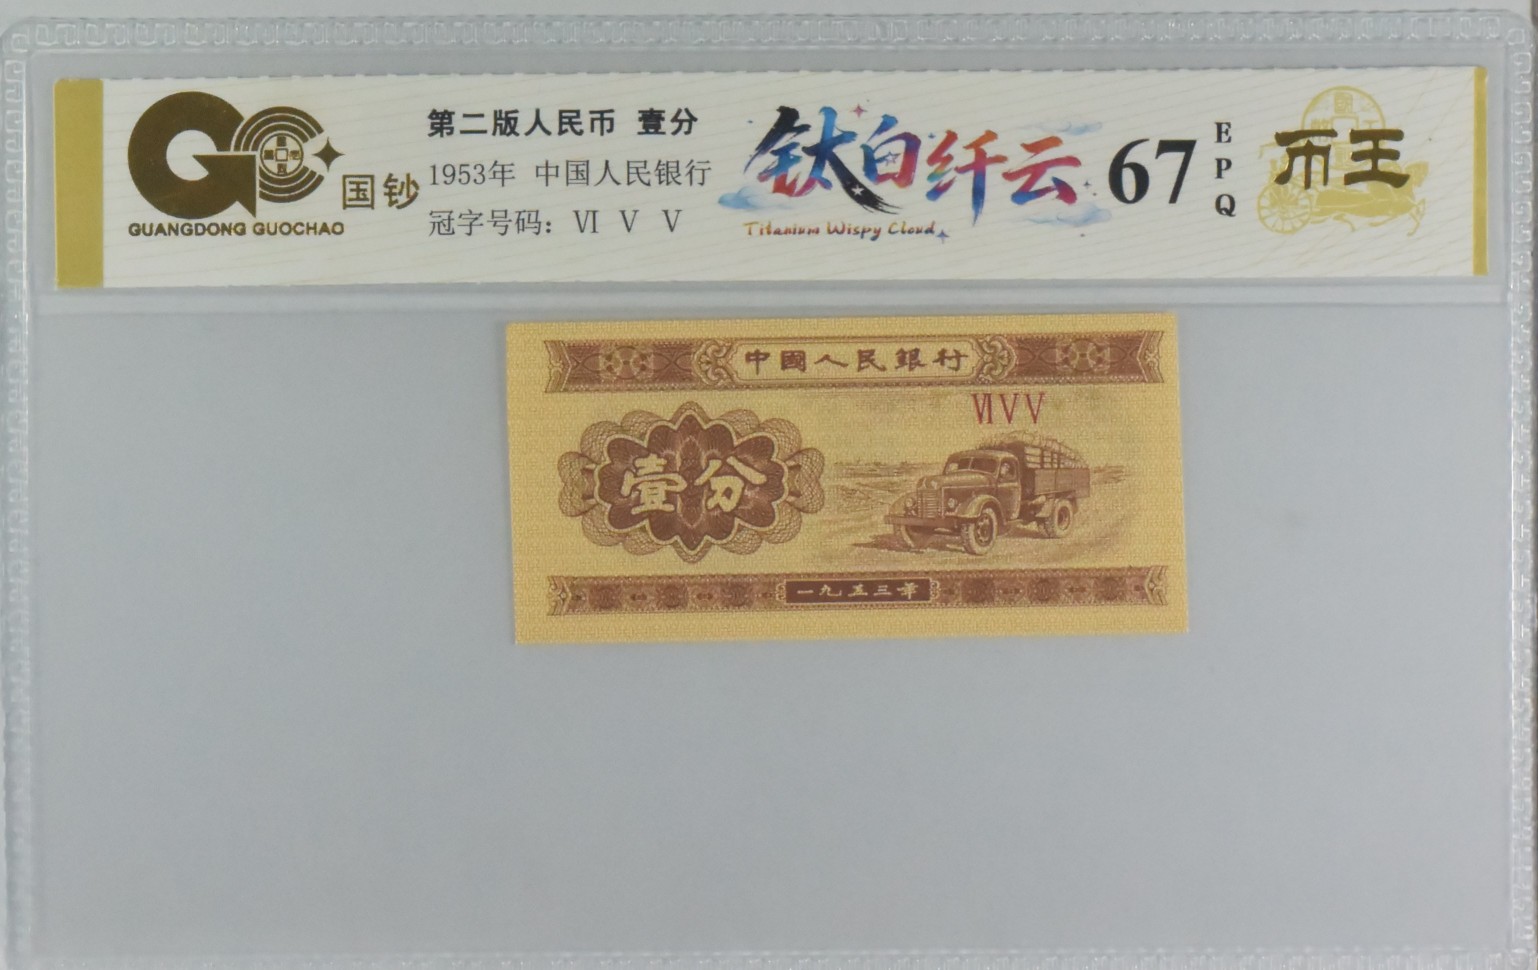 GUANGDONG GUOCHAO
国钞
第二版人民币 壹分
1953年 中国人民银行
冠字号码：Ⅵ Ⅴ Ⅴ
钛白纤云
Titanium Wispy Cloud
67
EPQ
币王
中國人民銀行
ⅥⅤⅤ
壹分
一九五三年